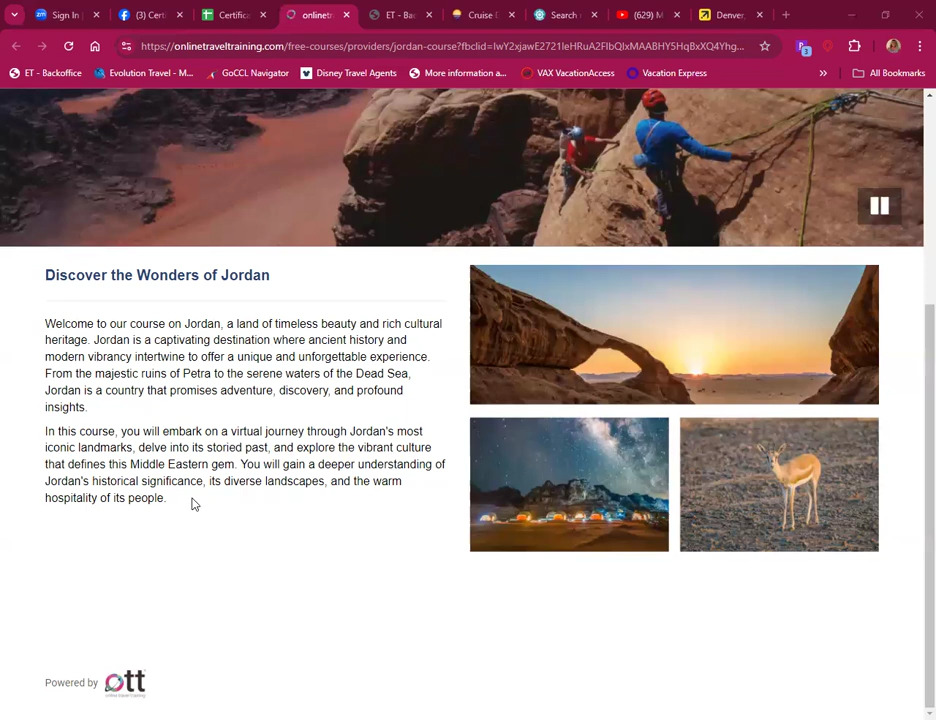 Sign In
(3) Certi
Certifica
onlinetr
ET - Bac
Cruise D
Search r
(629) M
Denver,
https://onlinetraveltraining.com/free-courses/providers/jordan-course?fbclid=IwY2xjawE2721leHRuA2FlbQIxMAABHY5HqBxXQ4Yhg...
3
ET - Backoffice
Evolution Travel - M...
GoCCL Navigator
Disney Travel Agents
More information a...
VAX VacationAccess
Vacation Express
All Bookmarks
Discover the Wonders of Jordan
Welcome to our course on Jordan, a land of timeless beauty and rich cultural
heritage. Jordan is a captivating destination where ancient history and
modern vibrancy intertwine to offer a unique and unforgettable experience.
From the majestic ruins of Petra to the serene waters of the Dead Sea,
Jordan is a country that promises adventure, discovery, and profound
insights.
In this course, you will embark on a virtual journey through Jordan's most
iconic landmarks, delve into its storied past, and explore the vibrant culture
that defines this Middle Eastern gem. You will gain a deeper understanding of
Jordan's historical significance, its diverse landscapes, and the warm
hospitality of its people.
Powered by ott
online travel training